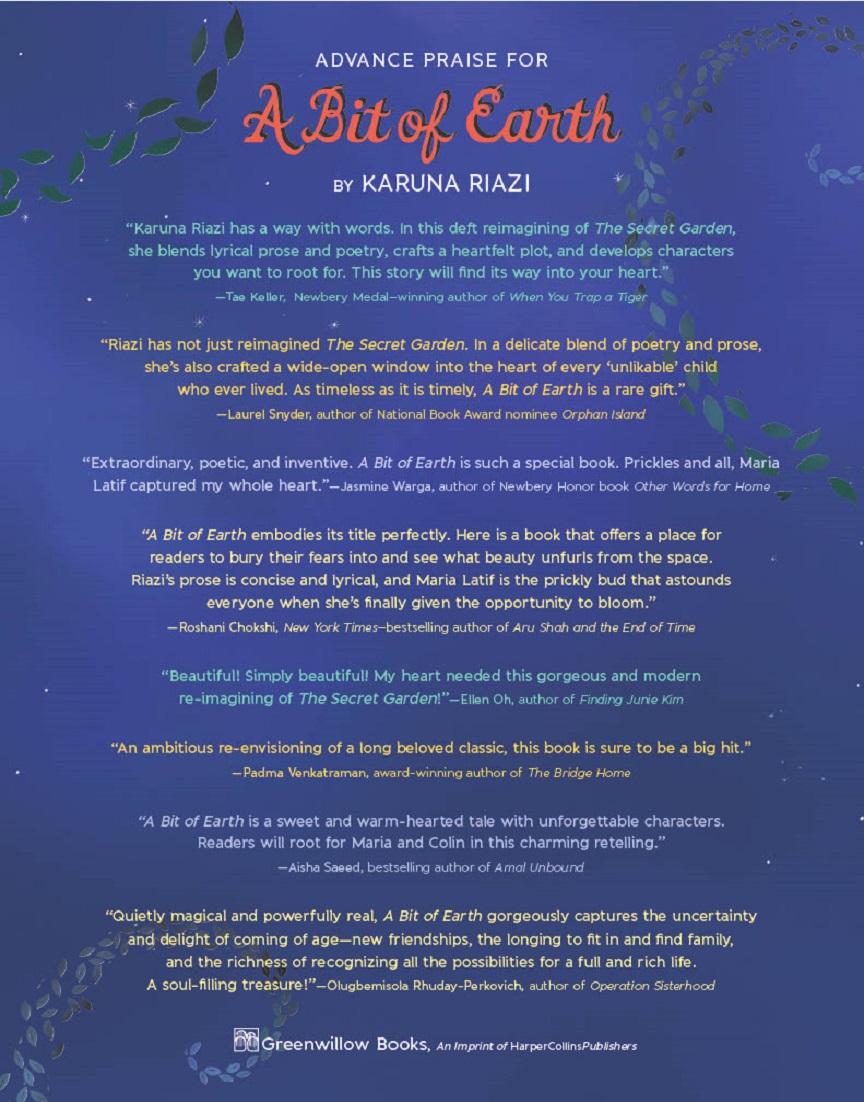 ADVANCE PRAISE FOR
A Bit of Earth
BY KARUNA RIAZI
“Karuna Riazi has a way with words. In this deft reimagining of The Secret Garden,
she blends lyrical prose and poetry, crafts a heartfelt plot, and develops characters
you want to root for. This story will find its way into your heart.”
—Tae Keller, Newbery Medal–winning author of When You Trap a Tiger
“Riazi has not just reimagined The Secret Garden. In a delicate blend of poetry and prose,
she’s also crafted a wide-open window into the heart of every ‘unlikable’ child
who ever lived. As timeless as it is timely, A Bit of Earth is a rare gift.”
—Laurel Snyder, author of National Book Award nominee Orphan Island
“Extraordinary, poetic, and inventive. A Bit of Earth is such a special book. Prickles and all, Maria
Latif captured my whole heart.”—Jasmine Warga, author of Newbery Honor book Other Words for Home
“A Bit of Earth embodies its title perfectly. Here is a book that offers a place for
readers to bury their fears into and see what beauty unfurls from the space.
Riazi’s prose is concise and lyrical, and Maria Latif is the prickly bud that astounds
everyone when she’s finally given the opportunity to bloom.”
—Roshani Chokshi, New York Times–bestselling author of Aru Shah and the End of Time
“Beautiful! Simply beautiful! My heart needed this gorgeous and modern
re-imagining of The Secret Garden!”—Ellen Oh, author of Finding Junie Kim
“An ambitious re-envisioning of a long beloved classic, this book is sure to be a big hit.”
—Padma Venkatraman, award-winning author of The Bridge Home
“A Bit of Earth is a sweet and warm-hearted tale with unforgettable characters.
Readers will root for Maria and Colin in this charming retelling.”
—Aisha Saeed, bestselling author of Amal Unbound
“Quietly magical and powerfully real, A Bit of Earth gorgeously captures the uncertainty
and delight of coming of age—new friendships, the longing to fit in and find family,
and the richness of recognizing all the possibilities for a full and rich life.
A soul-filling treasure!”—Olugbemisola Rhuday-Perkovich, author of Operation Sisterhood
Greenwillow Books, An Imprint of HarperCollinsPublishers